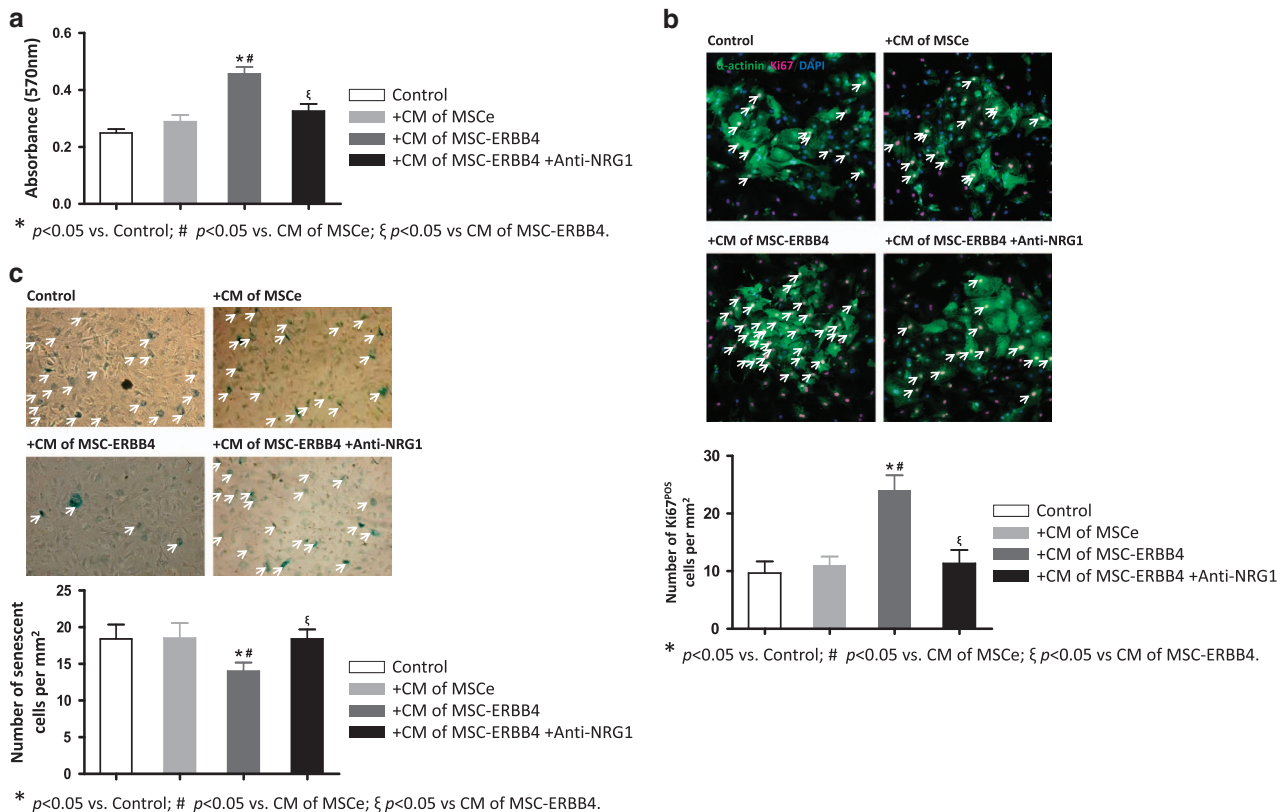 a
0.6
0.4
0.2
0.0
Absorbance (570nm)
* #
ξ
Control
+CM of MSCe
+CM of MSC-ERBB4
+CM of MSC-ERBB4 +Anti-NRG1
* p<0.05 vs. Control; # p<0.05 vs. CM of MSCe; ξ p<0.05 vs CM of MSC-ERBB4.
b
Control
+CM of MSCe
α-actinin Ki67 DAPI
+CM of MSC-ERBB4
+CM of MSC-ERBB4 +Anti-NRG1
30
20
10
0
Number of Ki67POS
cells per mm2
* #
ξ
Control
+CM of MSCe
+CM of MSC-ERBB4
+CM of MSC-ERBB4 +Anti-NRG1
* p<0.05 vs. Control; # p<0.05 vs. CM of MSCe; ξ p<0.05 vs CM of MSC-ERBB4.
c
Control
+CM of MSCe
+CM of MSC-ERBB4
+CM of MSC-ERBB4 +Anti-NRG1
25
20
15
10
5
0
Number of senescent
cells per mm2
* #
ξ
Control
+CM of MSCe
+CM of MSC-ERBB4
+CM of MSC-ERBB4 +Anti-NRG1
* p<0.05 vs. Control; # p<0.05 vs. CM of MSCe; ξ p<0.05 vs CM of MSC-ERBB4.